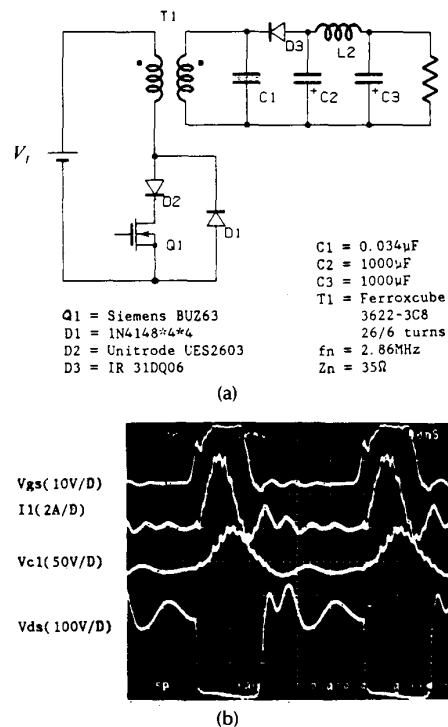 T1
D3
L2
C1
+C2
+C3
V_I
D2
D1
Q1
C1 = 0.034µF
C2 = 1000µF
C3 = 1000µF
T1 = Ferroxcube
3622-3C8
26/6 turns
fn = 2.86MHz
Zn = 35Ω
Q1 = Siemens BUZ63
D1 = 1N4148*4*4
D2 = Unitrode UES2603
D3 = IR 31DQ06
(a)
Vgs(10V/D)
I1(2A/D)
Vc1(50V/D)
Vds(100V/D)
(b)